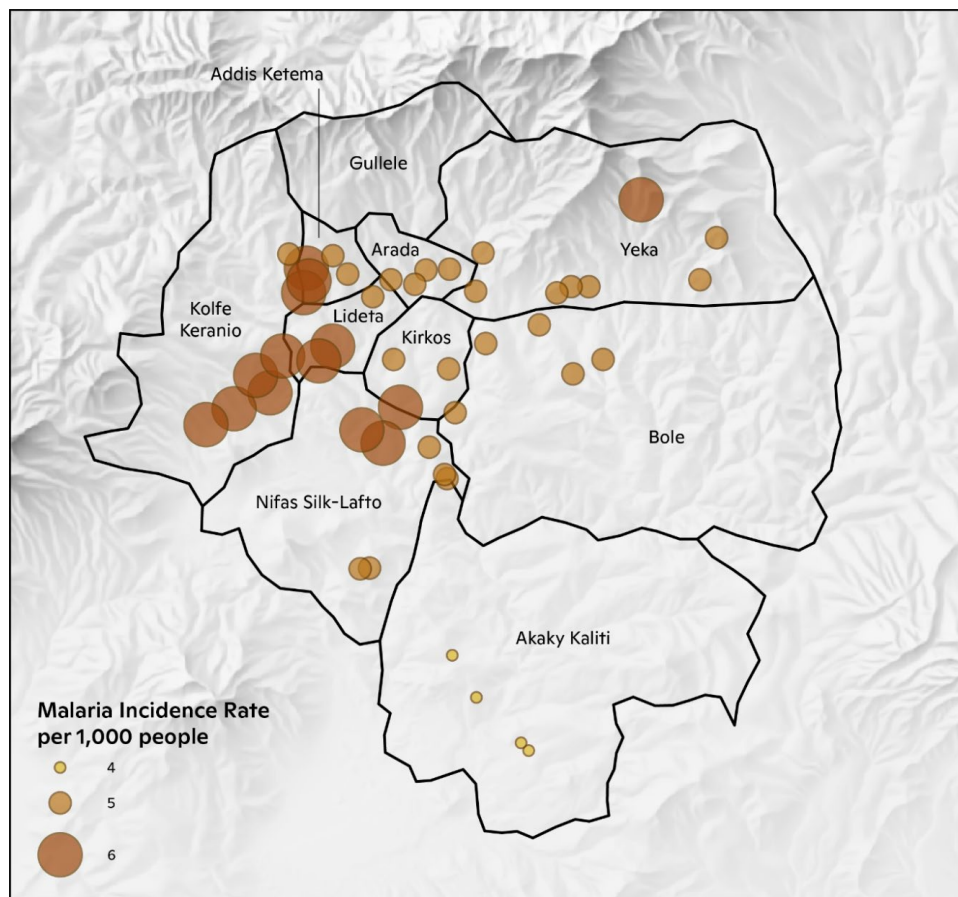 Addis Ketema
Gullele
Arada
Yeka
Kolfe
Keranio
Lideta
Kirkos
Bole
Nifas Silk-Lafto
Akaky Kaliti
Malaria Incidence Rate
per 1,000 people
4
5
6